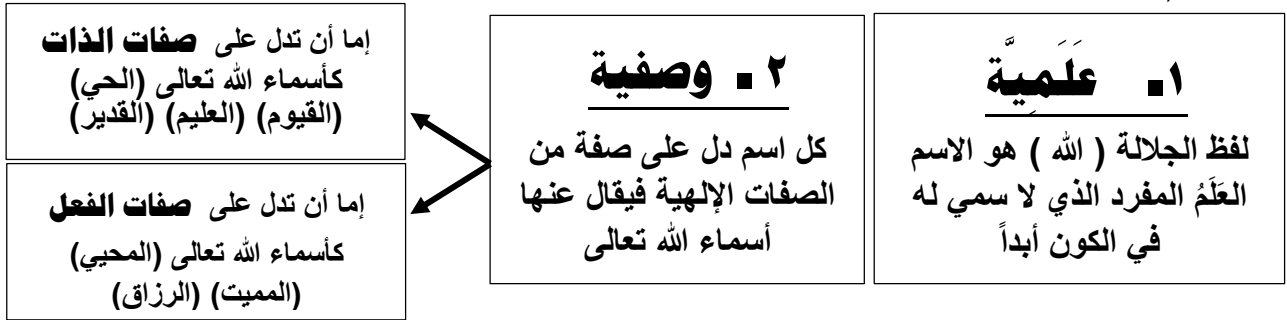 ١. عَلَمِيَّة
لفظ الجلالة ( الله ) هو الاسم
العَلَمُ المفرد الذي لا سمي له
في الكون أبداً
٢. وصفية
كل اسم دل على صفة من
الصفات الإلهية فيقال عنها
أسماء الله تعالى
إما أن تدل على صفات الذات
كأسماء الله تعالى (الحي)
(القيوم) (العليم) (القدير)
إما أن تدل على صفات الفعل
كأسماء الله تعالى (المحيي)
(المميت) (الرزاق)